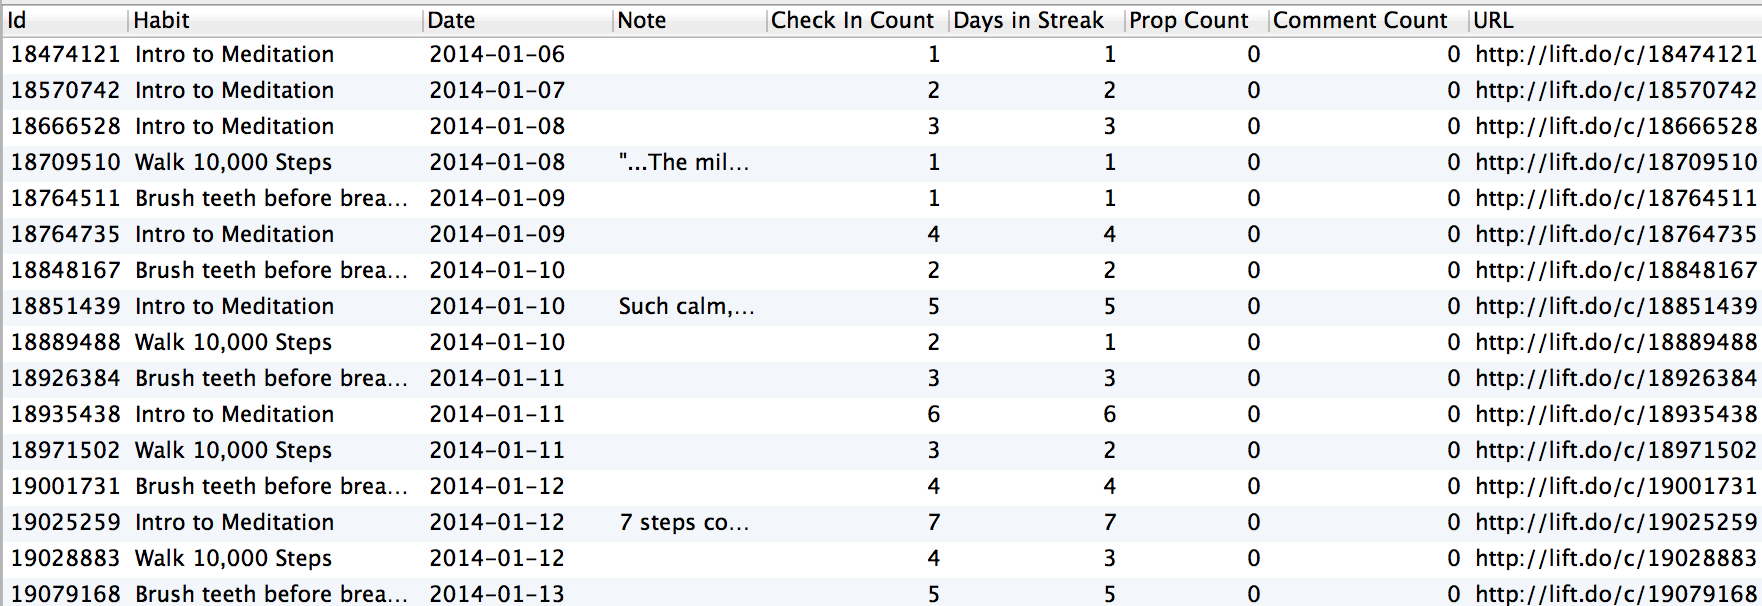 Id Habit Date Note Check In Count Days in Streak Prop Count Comment Count URL
18474121 Intro to Meditation 2014-01-06 1 1 0 0 http://lift.do/c/18474121
18570742 Intro to Meditation 2014-01-07 2 2 0 0 http://lift.do/c/18570742
18666528 Intro to Meditation 2014-01-08 3 3 0 0 http://lift.do/c/18666528
18709510 Walk 10,000 Steps 2014-01-08 "...The mil... 1 1 0 0 http://lift.do/c/18709510
18764511 Brush teeth before brea... 2014-01-09 1 1 0 0 http://lift.do/c/18764511
18764735 Intro to Meditation 2014-01-09 4 4 0 0 http://lift.do/c/18764735
18848167 Brush teeth before brea... 2014-01-10 2 2 0 0 http://lift.do/c/18848167
18851439 Intro to Meditation 2014-01-10 Such calm,... 5 5 0 0 http://lift.do/c/18851439
18889488 Walk 10,000 Steps 2014-01-10 2 1 0 0 http://lift.do/c/18889488
18926384 Brush teeth before brea... 2014-01-11 3 3 0 0 http://lift.do/c/18926384
18935438 Intro to Meditation 2014-01-11 6 6 0 0 http://lift.do/c/18935438
18971502 Walk 10,000 Steps 2014-01-11 3 2 0 0 http://lift.do/c/18971502
19001731 Brush teeth before brea... 2014-01-12 4 4 0 0 http://lift.do/c/19001731
19025259 Intro to Meditation 2014-01-12 7 steps co... 7 7 0 0 http://lift.do/c/19025259
19028883 Walk 10,000 Steps 2014-01-12 4 3 0 0 http://lift.do/c/19028883
19079168 Brush teeth before brea... 2014-01-13 5 5 0 0 http://lift.do/c/19079168